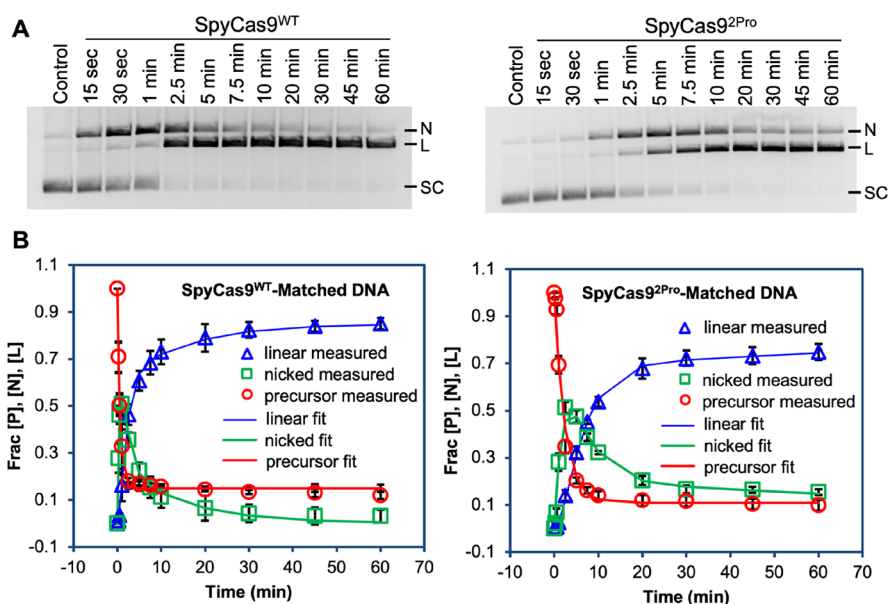 A
SpyCas9WT
Control
15 sec
30 sec
1 min
2.5 min
5 min
7.5 min
10 min
20 min
30 min
45 min
60 min
N
L
SC
SpyCas92Pro
Control
15 sec
30 sec
1 min
2.5 min
5 min
7.5 min
10 min
20 min
30 min
45 min
60 min
N
L
SC
B
Frac [P], [N], [L]
1.1
0.9
0.7
0.5
0.3
0.1
-0.1
SpyCas9WT-Matched DNA
linear measured
nicked measured
precursor measured
linear fit
nicked fit
precursor fit
-10 0 10 20 30 40 50 60 70
Time (min)
Frac [P], [N], [L]
1.1
0.9
0.7
0.5
0.3
0.1
-0.1
SpyCas92Pro-Matched DNA
linear measured
nicked measured
precursor measured
linear fit
nicked fit
precursor fit
-10 0 10 20 30 40 50 60 70
Time (min)